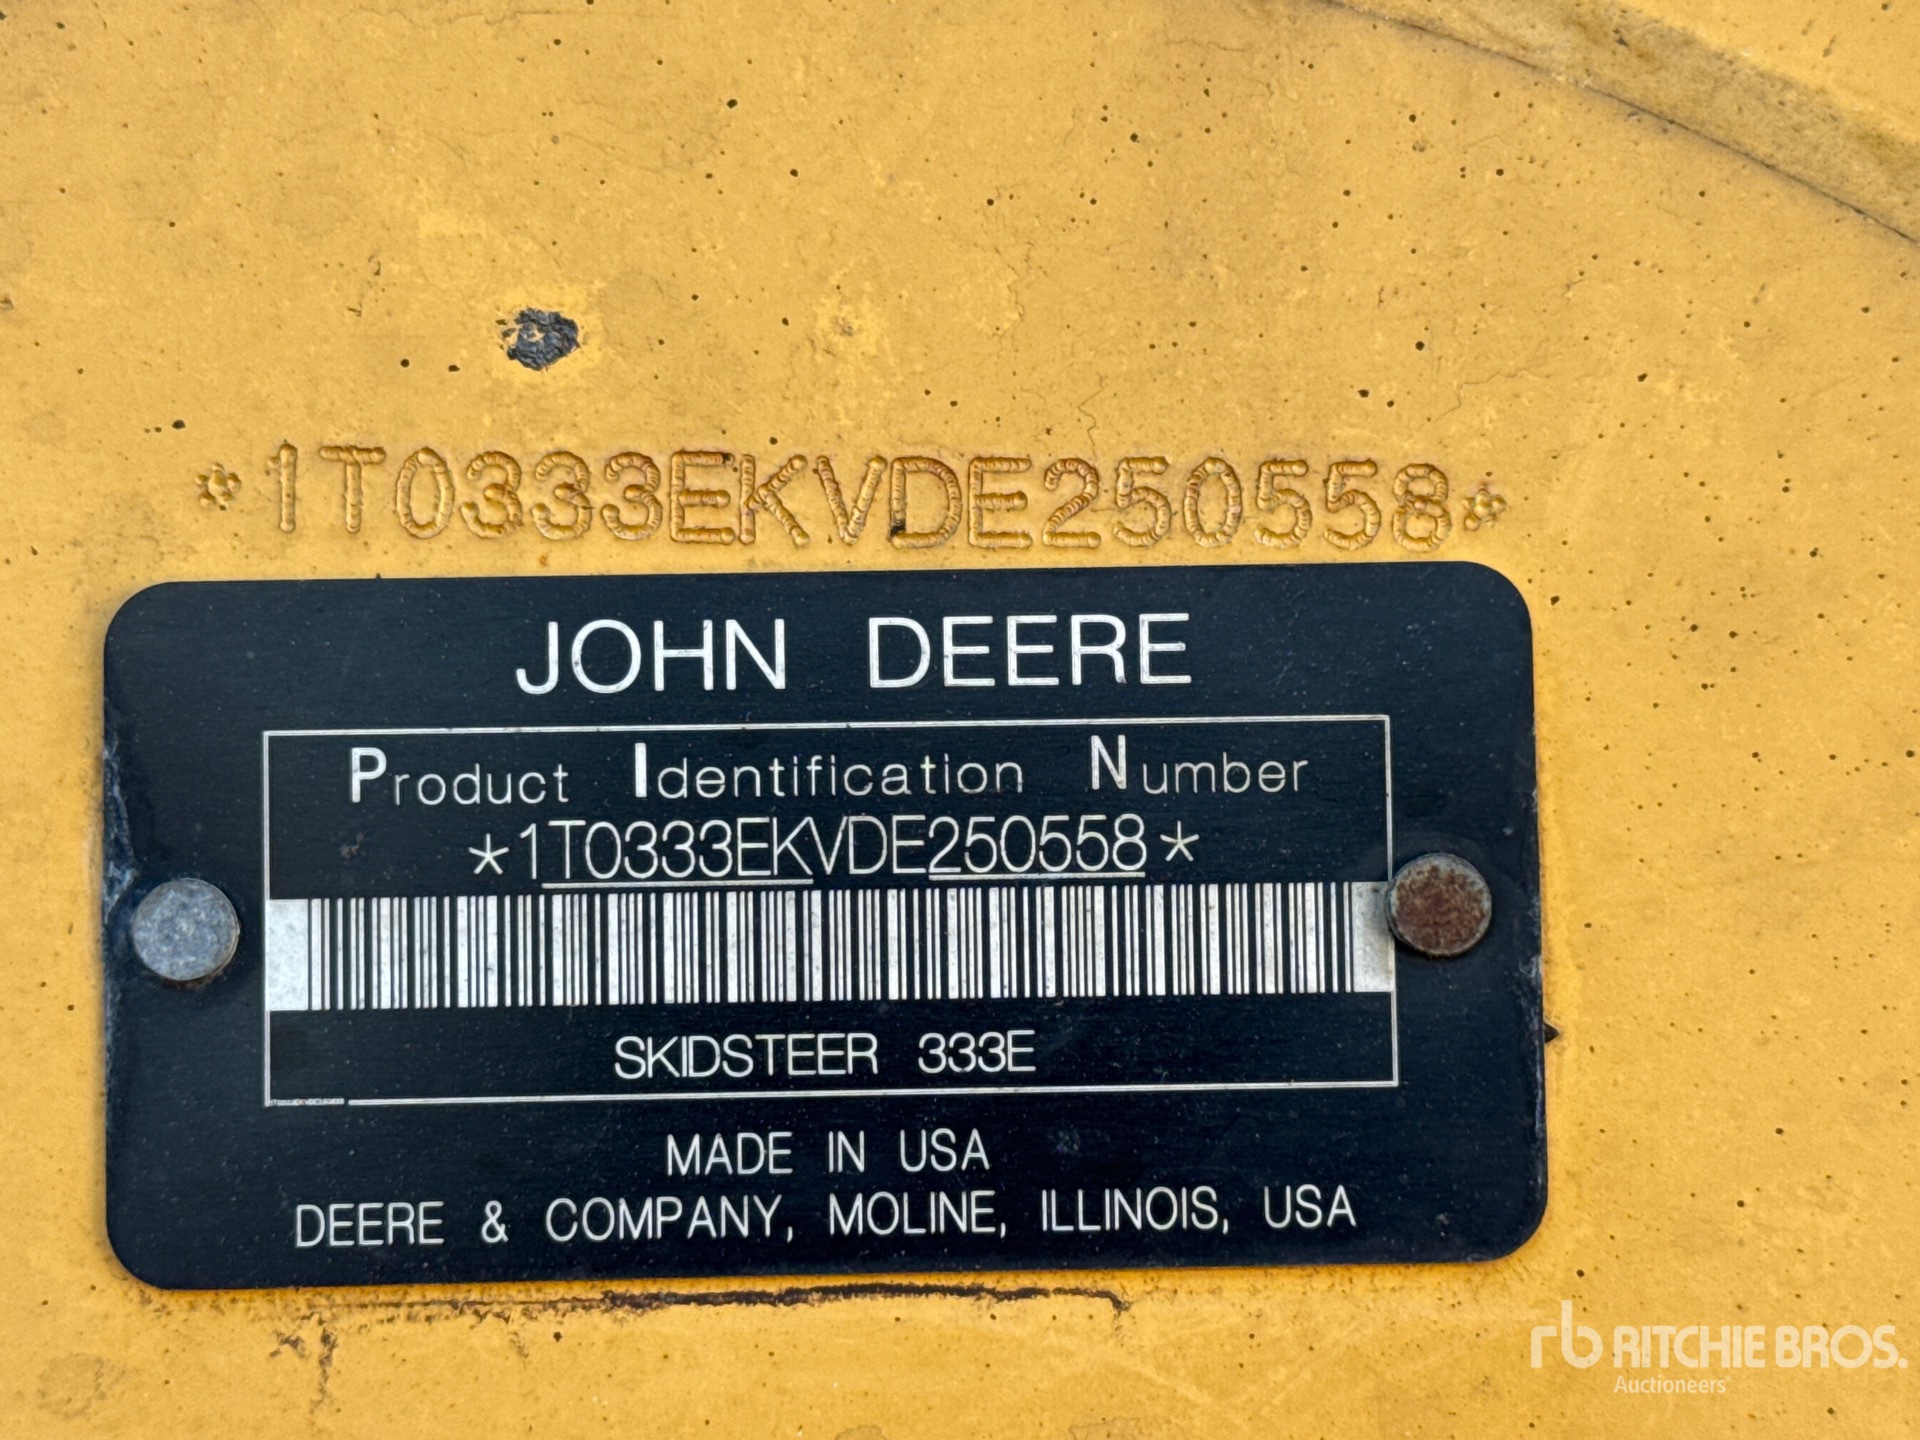 *1T0333EKVDE250558*
JOHN DEERE
Product Identification Number
*1T0333EKVDE250558*
SKIDSTEER 333E
MADE IN USA
DEERE & COMPANY, MOLINE, ILLINOIS, USA
rb RITCHIE BROS.
Auctioneers